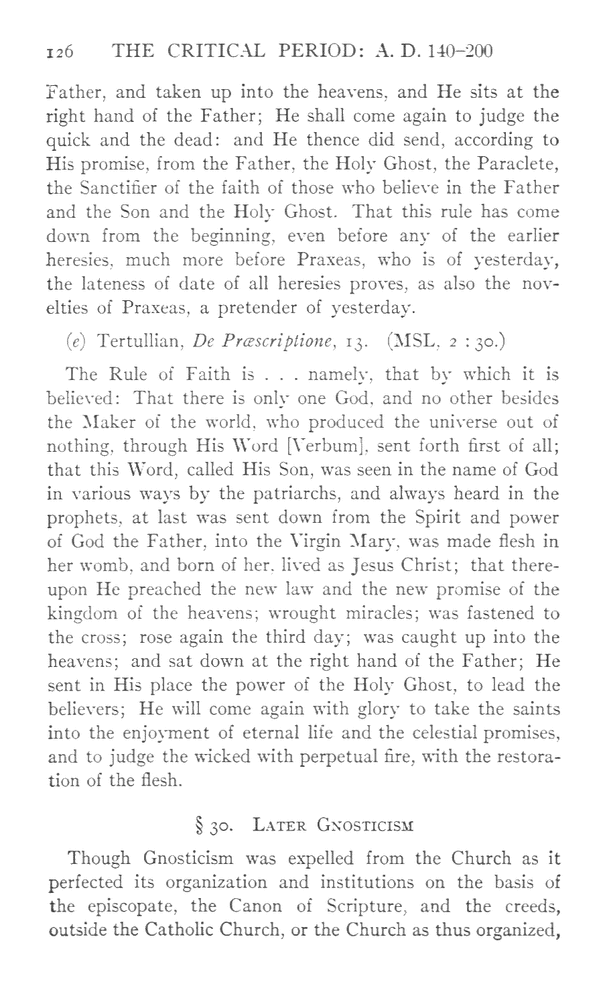 126 THE CRITICAL PERIOD: A. D. 140–200
Father, and taken up into the heavens, and He sits at the
right hand of the Father; He shall come again to judge the
quick and the dead: and He thence did send, according to
His promise, from the Father, the Holy Ghost, the Paraclete,
the Sanctifier of the faith of those who believe in the Father
and the Son and the Holy Ghost. That this rule has come
down from the beginning, even before any of the earlier
heresies, much more before Praxeas, who is of yesterday,
the lateness of date of all heresies proves, as also the nov-
elties of Praxeas, a pretender of yesterday.
(e) Tertullian, De Præscriptione, 13. (MSL, 2 : 30.)
The Rule of Faith is . . . namely, that by which it is
believed: That there is only one God, and no other besides
the Maker of the world, who produced the universe out of
nothing, through His Word [Verbum], sent forth first of all;
that this Word, called His Son, was seen in the name of God
in various ways by the patriarchs, and always heard in the
prophets, at last was sent down from the Spirit and power
of God the Father, into the Virgin Mary, was made flesh in
her womb, and born of her, lived as Jesus Christ; that there-
upon He preached the new law and the new promise of the
kingdom of the heavens; wrought miracles; was fastened to
the cross; rose again the third day; was caught up into the
heavens; and sat down at the right hand of the Father; He
sent in His place the power of the Holy Ghost, to lead the
believers; He will come again with glory to take the saints
into the enjoyment of eternal life and the celestial promises,
and to judge the wicked with perpetual fire, with the restora-
tion of the flesh.
§ 30. LATER GNOSTICISM
Though Gnosticism was expelled from the Church as it
perfected its organization and institutions on the basis of
the episcopate, the Canon of Scripture, and the creeds,
outside the Catholic Church, or the Church as thus organized,